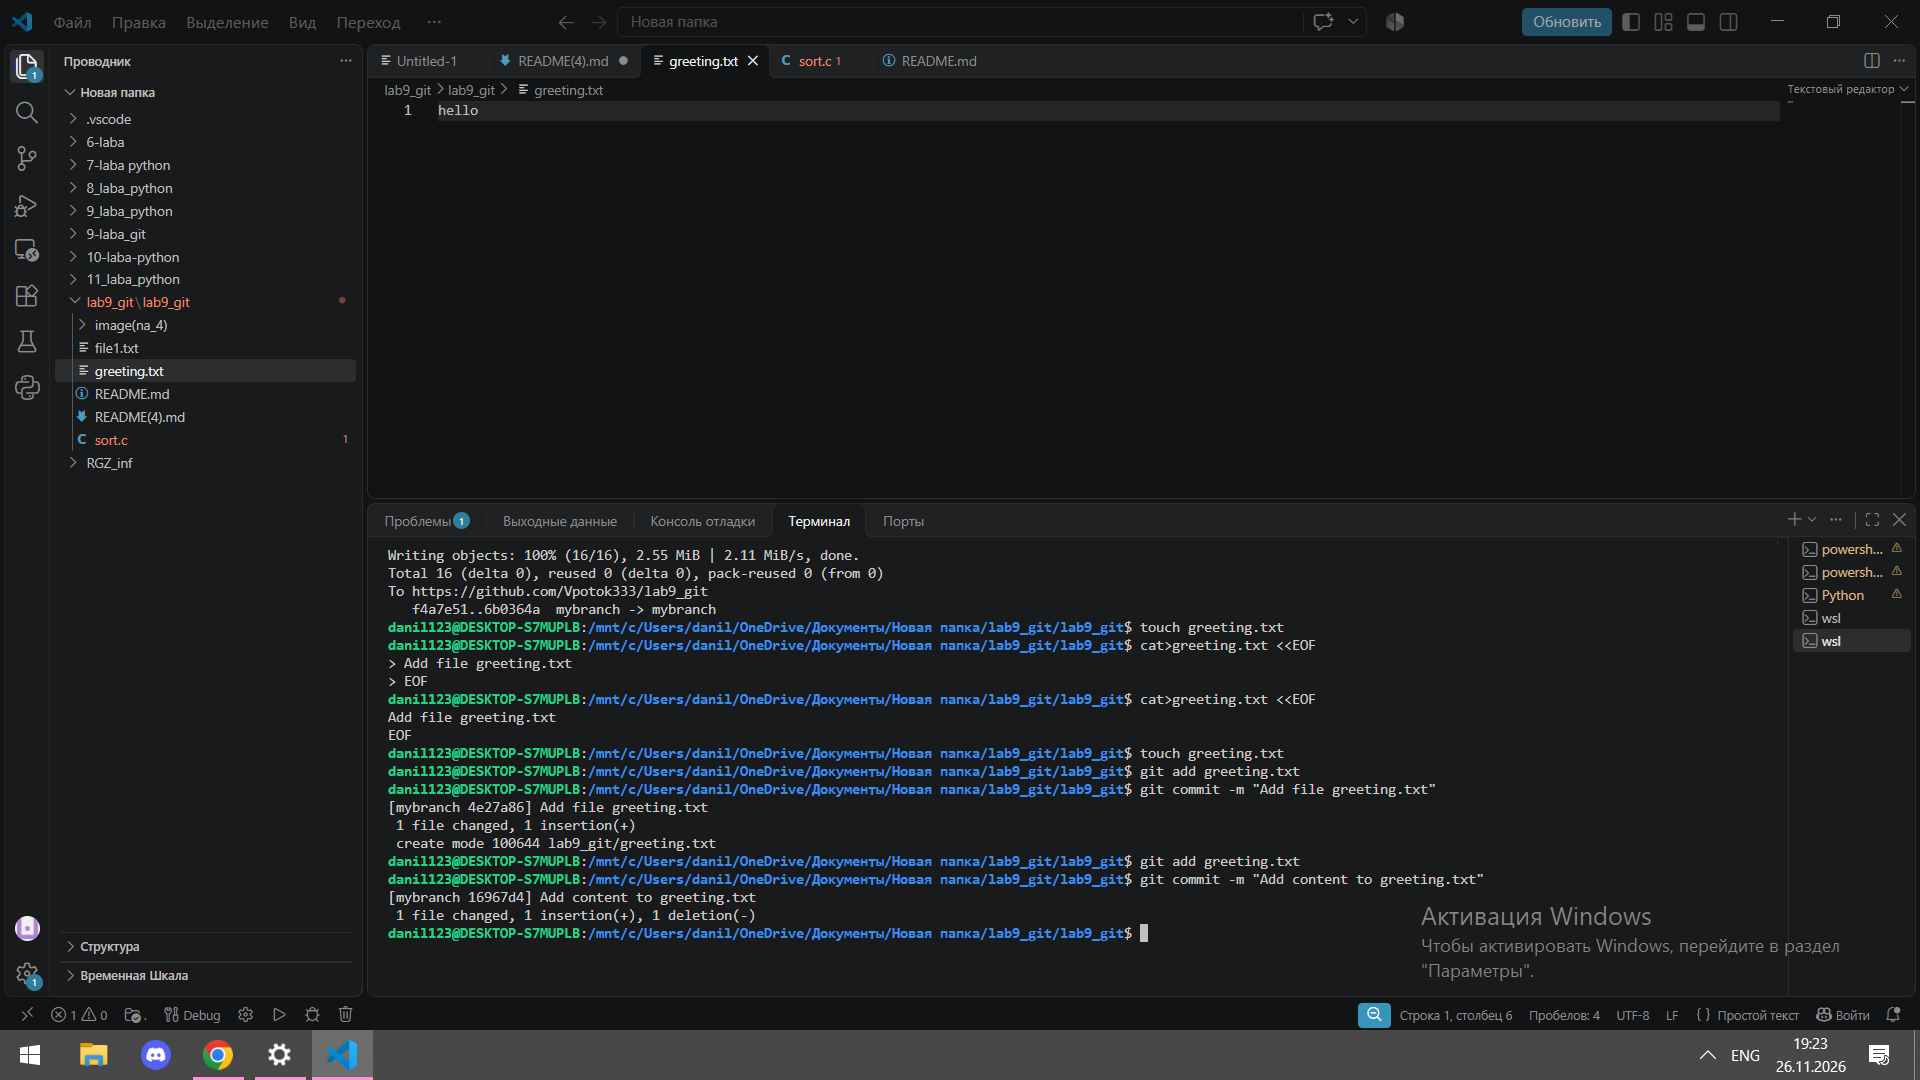 Файл Правка Выделение Вид Переход ··· Новая папка Обновить
Проводник ···
Новая папка
.vscode
6-laba
7-laba python
8_laba_python
9_laba_python
9-laba_git
10-laba-python
11_laba_python
lab9_git\lab9_git
image(na_4)
file1.txt
greeting.txt
README.md
README(4).md
C sort.c 1
RGZ_inf
Структура
Временная Шкала
1
1
Untitled-1 README(4).md greeting.txt C sort.c 1 README.md
lab9_git > lab9_git > greeting.txt Текстовый редактор
1 hello
Проблемы 1 Выходные данные Консоль отладки Терминал Порты
Writing objects: 100% (16/16), 2.55 MiB | 2.11 MiB/s, done.
Total 16 (delta 0), reused 0 (delta 0), pack-reused 0 (from 0)
To https://github.com/Vpotok333/lab9_git
f4a7e51..6b0364a mybranch -> mybranch
danil123@DESKTOP-S7MUPLB:/mnt/c/Users/danil/OneDrive/Документы/Новая папка/lab9_git/lab9_git$ touch greeting.txt
danil123@DESKTOP-S7MUPLB:/mnt/c/Users/danil/OneDrive/Документы/Новая папка/lab9_git/lab9_git$ cat>greeting.txt <<EOF
> Add file greeting.txt
> EOF
danil123@DESKTOP-S7MUPLB:/mnt/c/Users/danil/OneDrive/Документы/Новая папка/lab9_git/lab9_git$ cat>greeting.txt <<EOF
Add file greeting.txt
EOF
danil123@DESKTOP-S7MUPLB:/mnt/c/Users/danil/OneDrive/Документы/Новая папка/lab9_git/lab9_git$ touch greeting.txt
danil123@DESKTOP-S7MUPLB:/mnt/c/Users/danil/OneDrive/Документы/Новая папка/lab9_git/lab9_git$ git add greeting.txt
danil123@DESKTOP-S7MUPLB:/mnt/c/Users/danil/OneDrive/Документы/Новая папка/lab9_git/lab9_git$ git commit -m "Add file greeting.txt"
[mybranch 4e27a86] Add file greeting.txt
1 file changed, 1 insertion(+)
create mode 100644 lab9_git/greeting.txt
danil123@DESKTOP-S7MUPLB:/mnt/c/Users/danil/OneDrive/Документы/Новая папка/lab9_git/lab9_git$ git add greeting.txt
danil123@DESKTOP-S7MUPLB:/mnt/c/Users/danil/OneDrive/Документы/Новая папка/lab9_git/lab9_git$ git commit -m "Add content to greeting.txt"
[mybranch 16967d4] Add content to greeting.txt
1 file changed, 1 insertion(+), 1 deletion(-)
danil123@DESKTOP-S7MUPLB:/mnt/c/Users/danil/OneDrive/Документы/Новая папка/lab9_git/lab9_git$
powersh...
powersh...
Python
wsl
wsl
Активация Windows
Чтобы активировать Windows, перейдите в раздел
"Параметры".
1 0 Debug Строка 1, столбец 6 Пробелов: 4 UTF-8 LF { } Простой текст Войти
ENG 19:23
26.11.2026